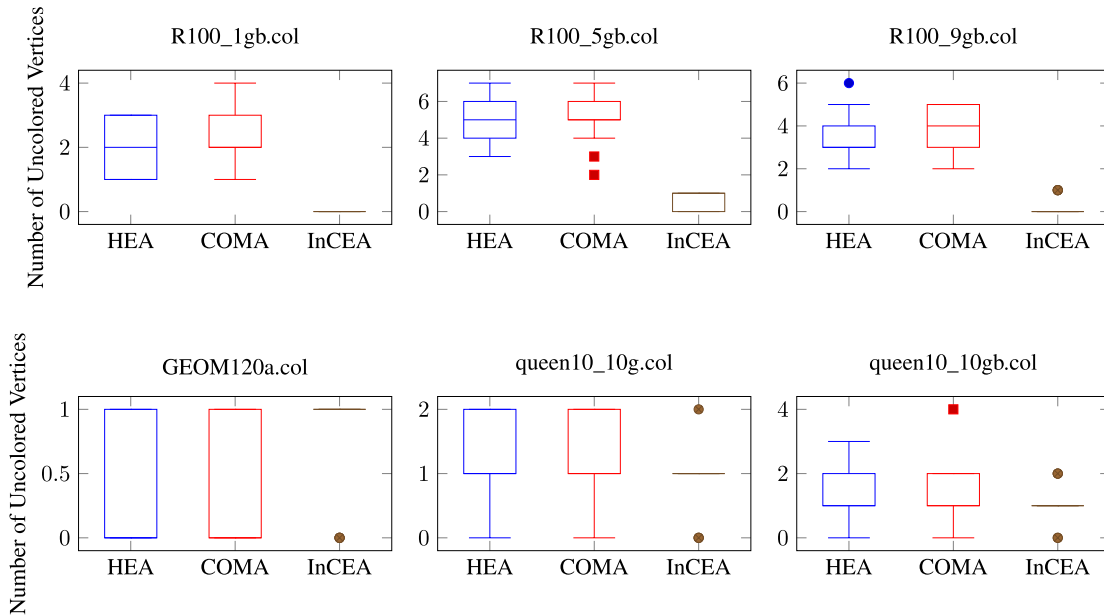 R100_1gb.col
R100_5gb.col
R100_9gb.col
Number of Uncolored Vertices
4
2
0
HEA
COMA
InCEA
6
4
2
0
HEA
COMA
InCEA
6
4
2
0
HEA
COMA
InCEA
GEOM120a.col
queen10_10g.col
queen10_10gb.col
Number of Uncolored Vertices
1
0.5
0
HEA
COMA
InCEA
2
1
0
HEA
COMA
InCEA
4
2
0
HEA
COMA
InCEA